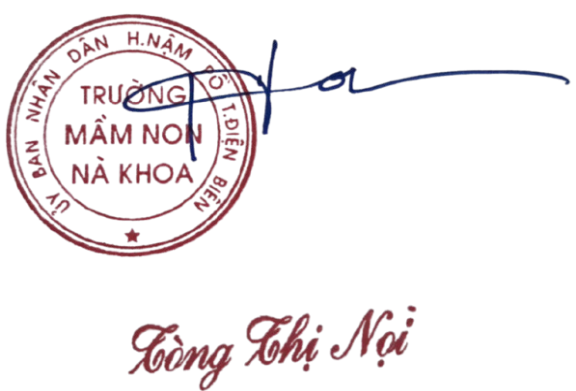 ỦY BAN NHÂN DÂN H.NẬM PỒ T.ĐIỆN BIÊN
TRƯỜNG
MẦM NON
NÀ KHOA
Tòng Thị Nọi